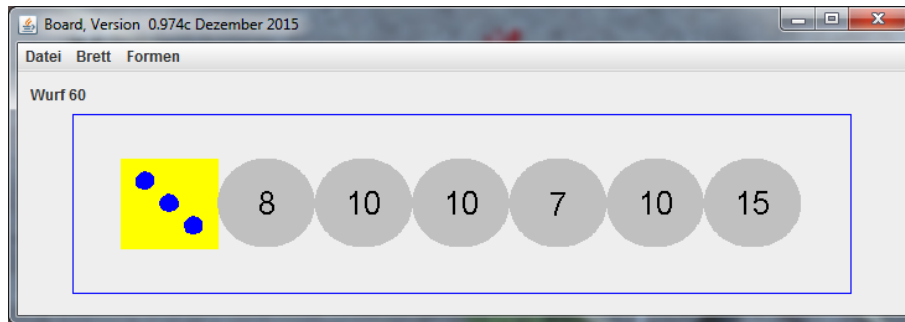 Board, Version 0.974c Dezember 2015
Datei Brett Formen
Wurf 60
8 10 10 7 10 15